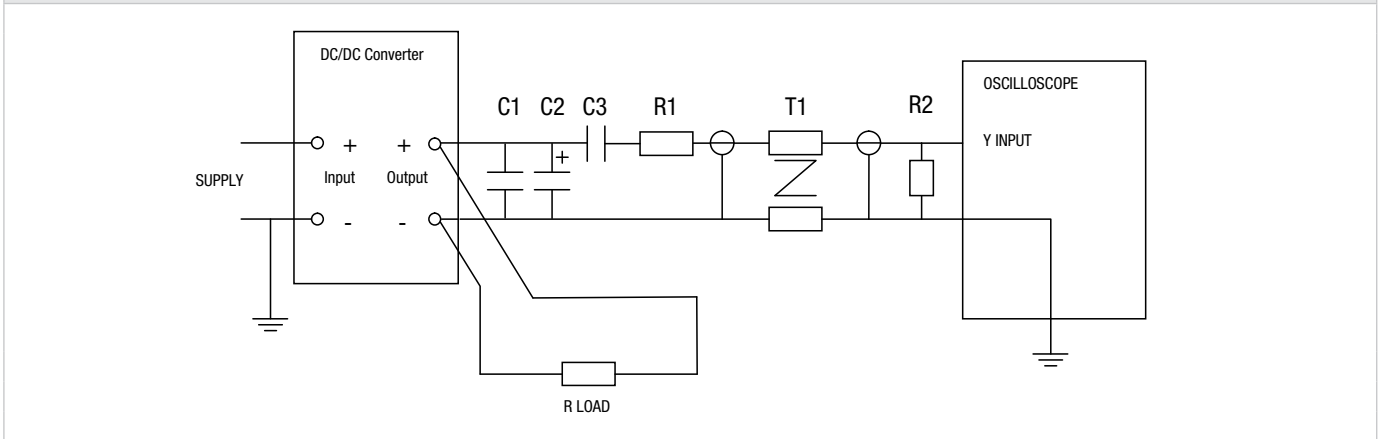 DC/DC Converter
OSCILLOSCOPE
C1 C2 C3 R1 T1 R2
+ + + +
Y INPUT
SUPPLY
Input Output
- -
R LOAD